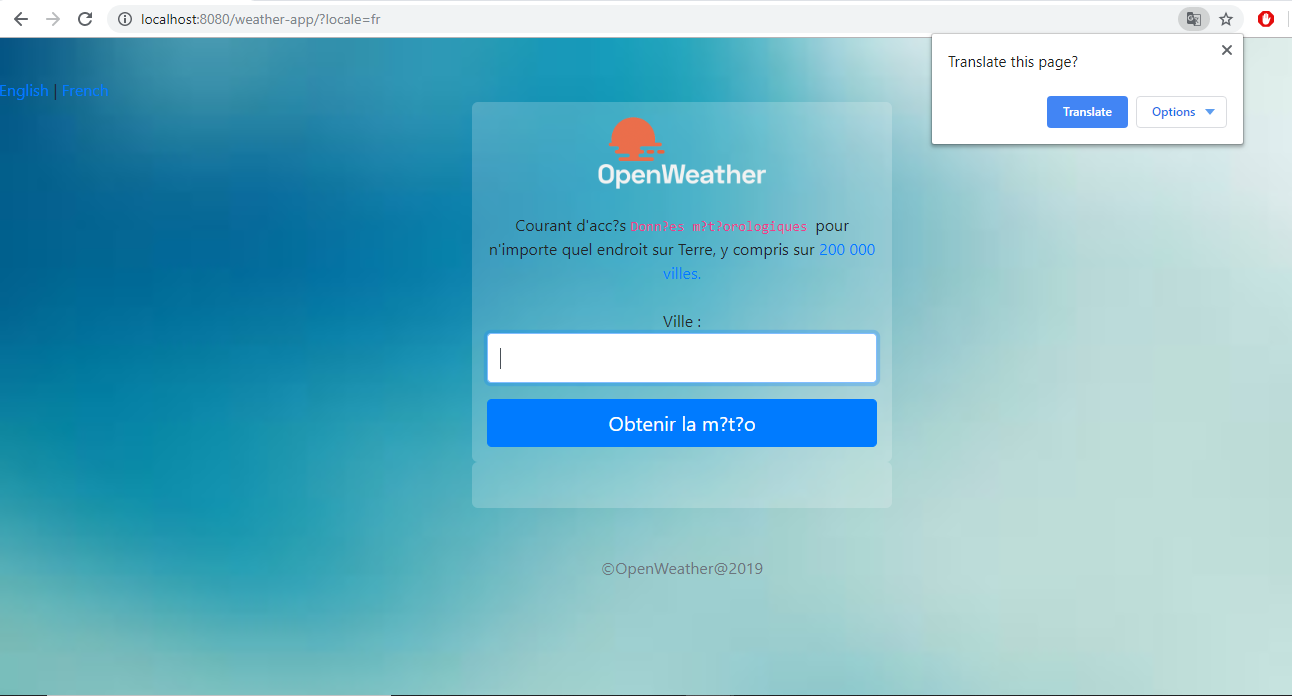 localhost:8080/weather-app/?locale=fr
Translate this page?
Translate
Options
English | French
OpenWeather
Courant d'acc?s Donn?es m?t?orologiques pour
n'importe quel endroit sur Terre, y compris sur 200 000
villes.
Ville :
Obtenir la m?t?o
©OpenWeather@2019